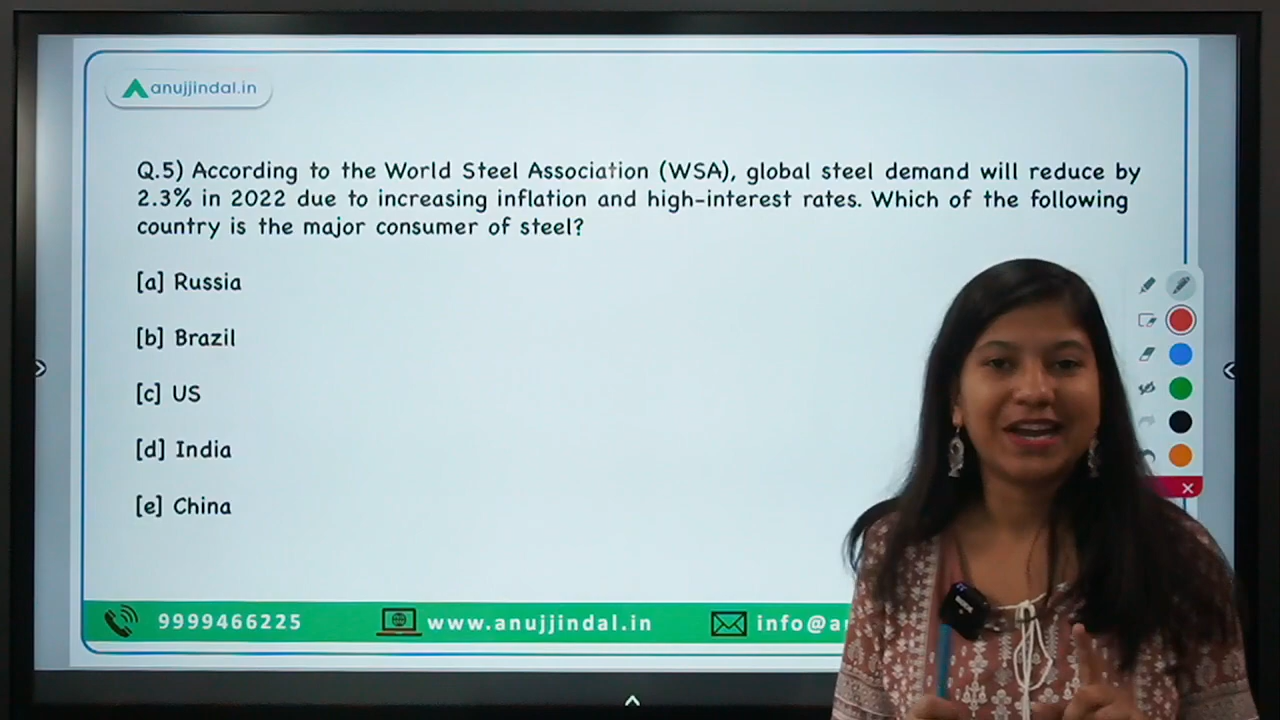 anujjindal.in
Q.5) According to the World Steel Association (WSA), global steel demand will reduce by
2.3% in 2022 due to increasing inflation and high-interest rates. Which of the following
country is the major consumer of steel?
[a] Russia
[b] Brazil
[c] US
[d] India
[e] China
9999466225 www.anujjindal.in info@a